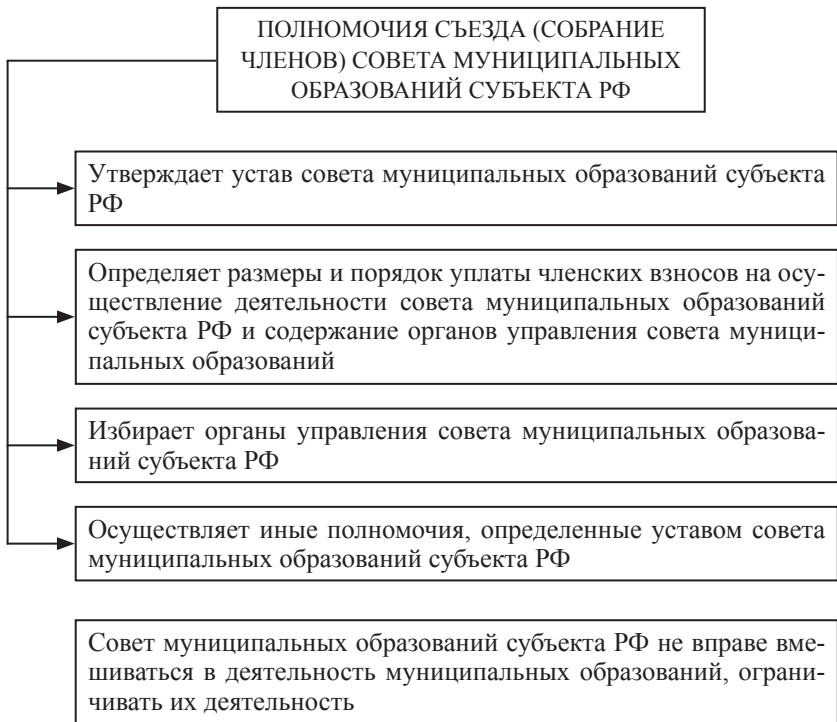 ПОЛНОМОЧИЯ СЪЕЗДА (СОБРАНИЕ
ЧЛЕНОВ) СОВЕТА МУНИЦИПАЛЬНЫХ
ОБРАЗОВАНИЙ СУБЪЕКТА РФ
Утверждает устав совета муниципальных образований субъекта
РФ
Определяет размеры и порядок уплаты членских взносов на осу-
ществление деятельности совета муниципальных образований
субъекта РФ и содержание органов управления совета муници-
пальных образований
Избирает органы управления совета муниципальных образова-
ний субъекта РФ
Осуществляет иные полномочия, определенные уставом совета
муниципальных образований субъекта РФ
Совет муниципальных образований субъекта РФ не вправе вме-
шиваться в деятельность муниципальных образований, ограни-
чивать их деятельность